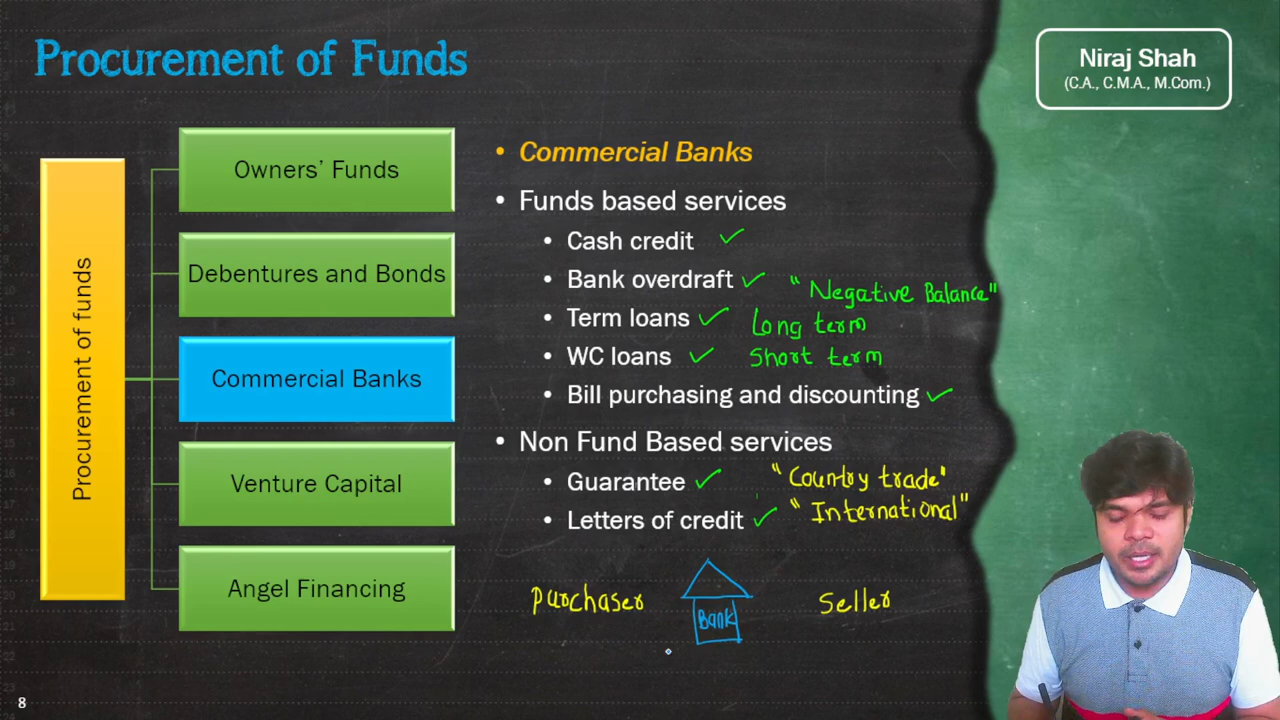 Procurement of Funds
Niraj Shah
(C.A., C.M.A., M.Com.)
Procurement of funds
Owners’ Funds
Debentures and Bonds
Commercial Banks
Venture Capital
Angel Financing
• Commercial Banks
• Funds based services
• Cash credit ✓
• Bank overdraft ✓ "Negative Balance"
• Term loans ✓ Long term
• WC loans ✓ Short term
• Bill purchasing and discounting ✓
• Non Fund Based services
• Guarantee ✓ "Country trade"
• Letters of credit ✓ "International"
Purchaser Bank Seller
8